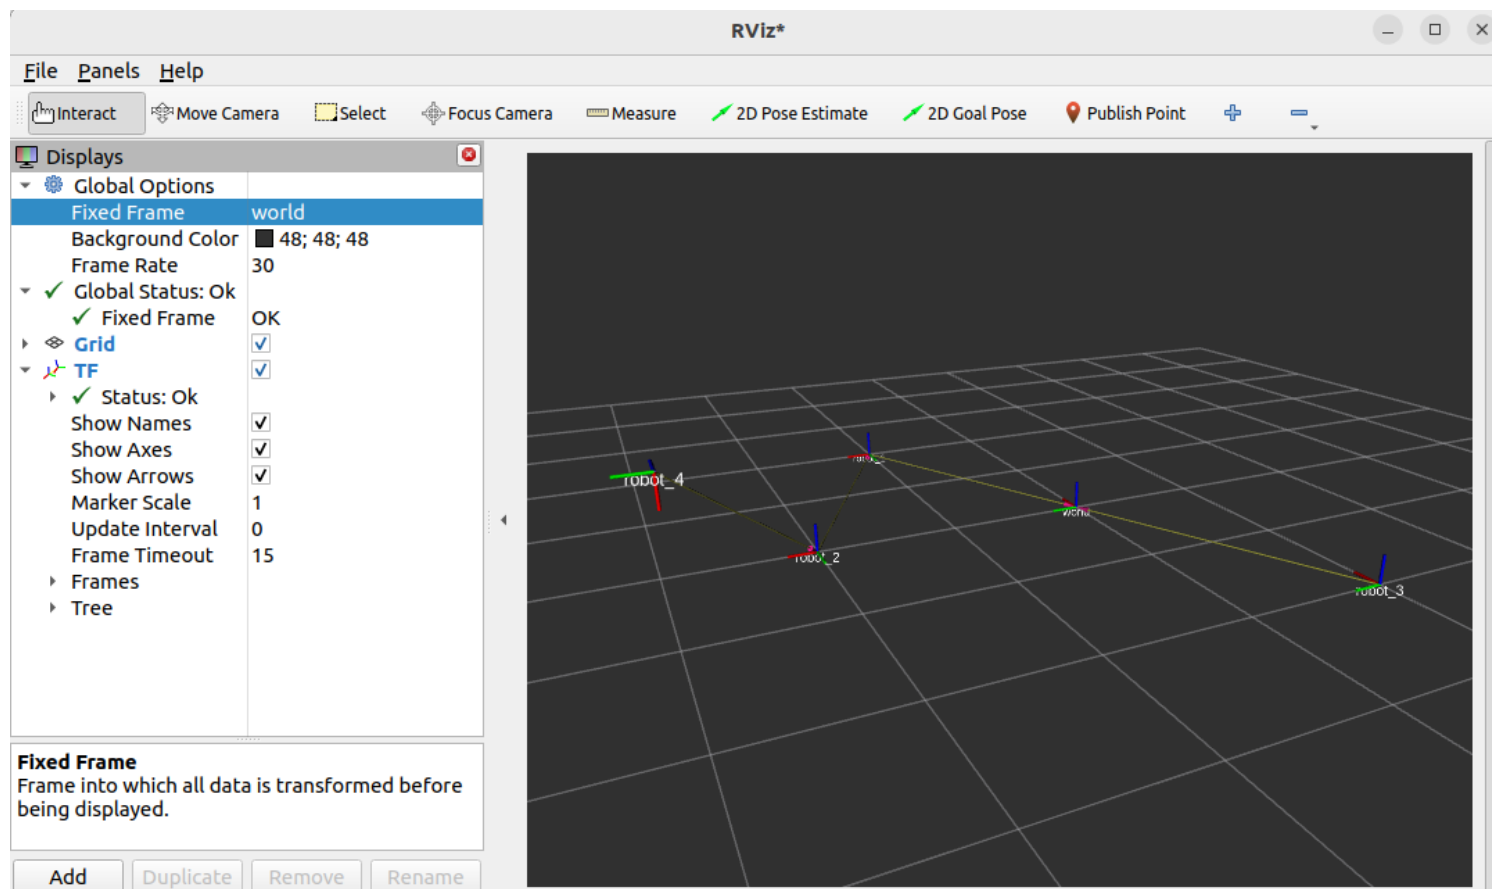 RViz*
File Panels Help
Interact Move Camera Select Focus Camera Measure 2D Pose Estimate 2D Goal Pose Publish Point
Displays
Global Options
Fixed Frame world
Background Color 48; 48; 48
Frame Rate 30
Global Status: Ok
Fixed Frame OK
Grid
TF
Status: Ok
Show Names
Show Axes
Show Arrows
Marker Scale 1
Update Interval 0
Frame Timeout 15
Frames
Tree
robot_4
world
robot_2
robot_3
Fixed Frame
Frame into which all data is transformed before
being displayed.
Add Duplicate Remove Rename